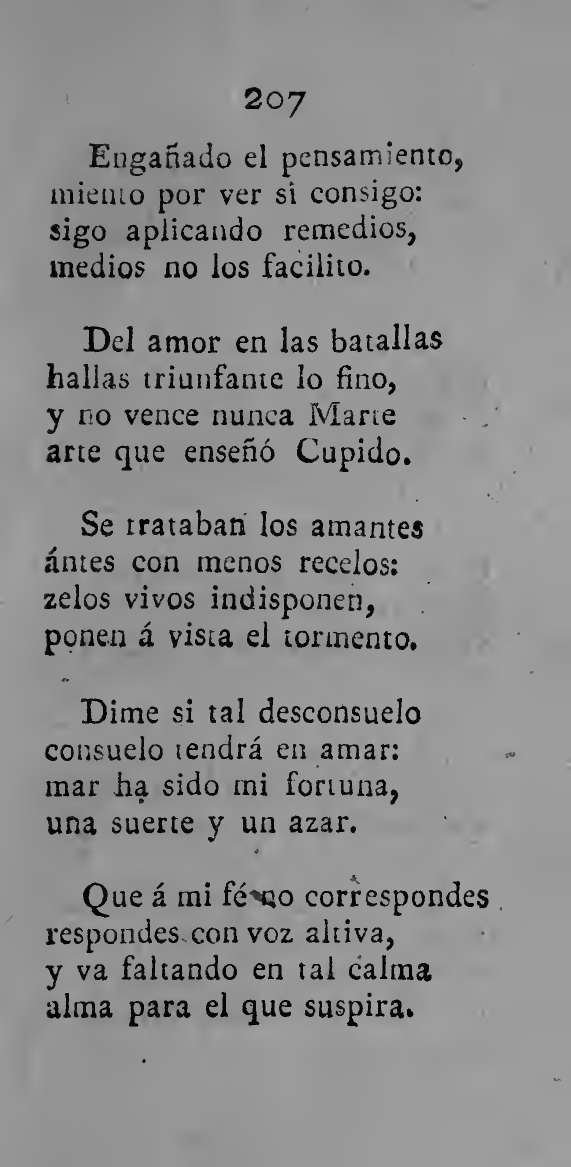 207
Engañado el pensamiento,
miento por ver si consigo:
sigo aplicando remedios,
medios no los facilito.
Del amor en las batallas
hallas triunfante lo fino,
y no vence nunca Marte
arte que enseñó Cupido.
Se trataban los amantes
ántes con menos recelos:
zelos vivos indisponen,
ponen á vista el tormento.
Dime si tal desconsuelo
consuelo tendrá en amar:
mar ha sido mi fortuna,
una suerte y un azar.
Que á mi fé no correspondes
respondes con voz altiva,
y va faltando en tal calma
alma para el que suspira.